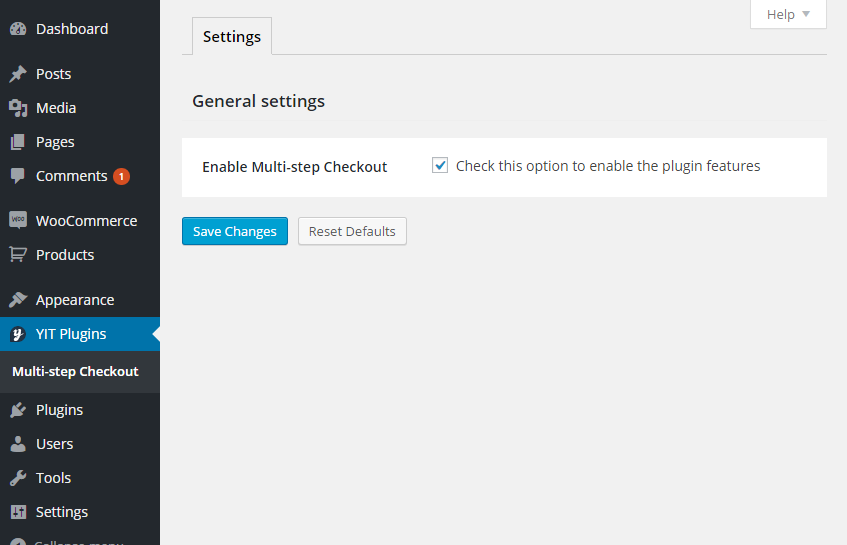 Dashboard
Posts
Media
Pages
Comments 1
WooCommerce
Products
Appearance
YIT Plugins
Multi-step Checkout
Plugins
Users
Tools
Settings
Collapse menu
Help
Settings
General settings
Enable Multi-step Checkout
Check this option to enable the plugin features
Save Changes
Reset Defaults